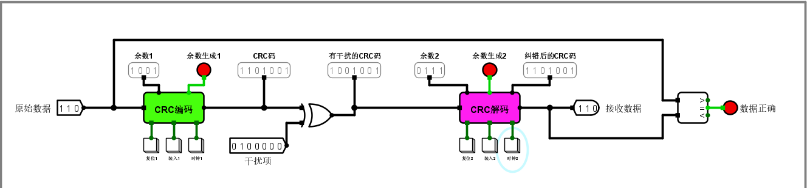 余数1 余数生成1 CRC码 有干扰的CRC码 余数2 余数生成2 纠错后的CRC码
1001 1101001 1001001 0111 1101001
原始数据 110 CRC编码 CRC解码 110 接收数据 > = < 数据正确
0100000
干扰项
复位1 输入1 时钟1 复位2 输入2 时钟2